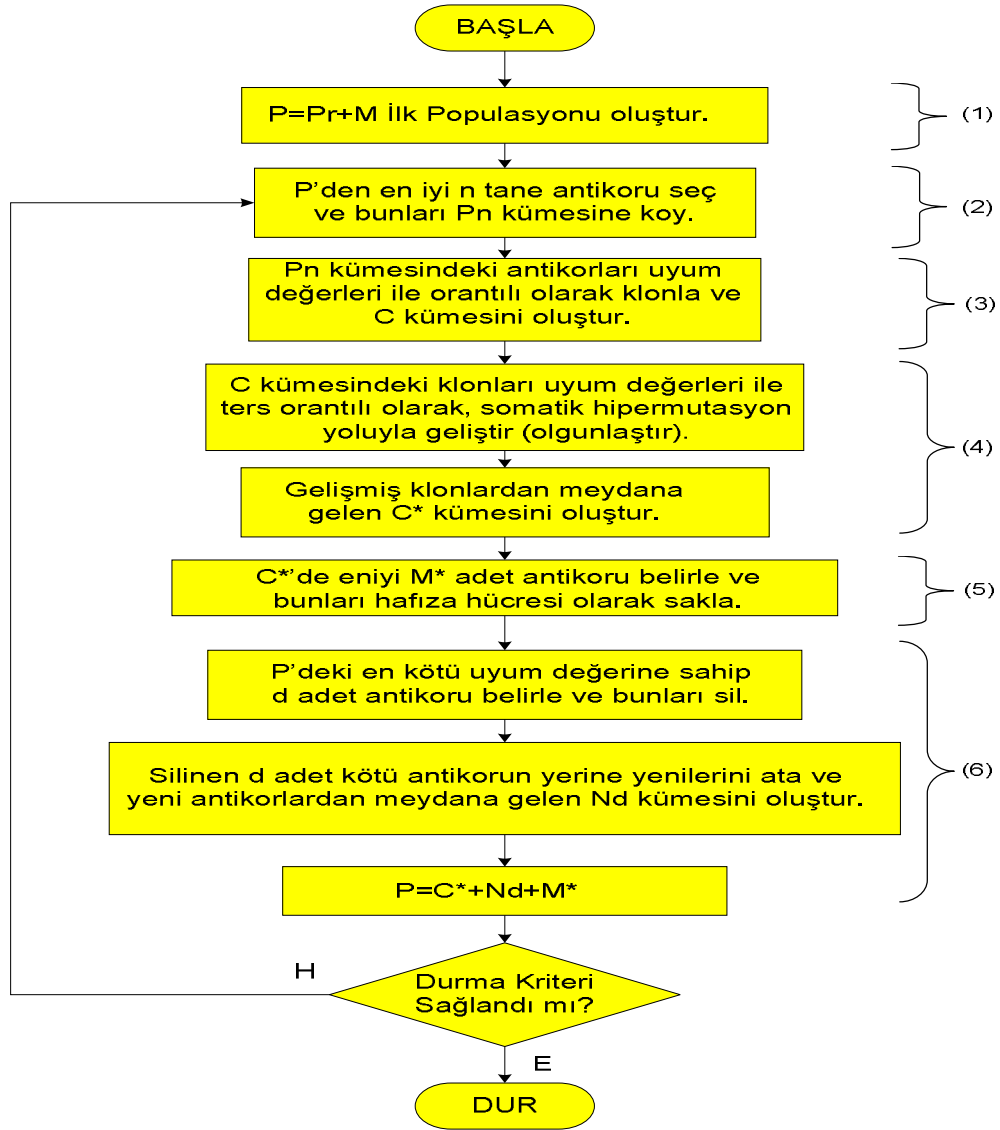 BAŞLA
P=Pr+M İlk Populasyonu oluştur.
(1)
P’den en iyi n tane antikoru seç
ve bunları Pn kümesine koy.
(2)
Pn kümesindeki antikorları uyum
değerleri ile orantılı olarak klonla ve
C kümesini oluştur.
(3)
C kümesindeki klonları uyum değerleri ile
ters orantılı olarak, somatik hipermutasyon
yoluyla geliştir (olgunlaştır).
(4)
Gelişmiş klonlardan meydana
gelen C* kümesini oluştur.
C*’de eniyi M* adet antikoru belirle ve
bunları hafıza hücresi olarak sakla.
(5)
P’deki en kötü uyum değerine sahip
d adet antikoru belirle ve bunları sil.
Silinen d adet kötü antikorun yerine yenilerini ata ve
yeni antikorlardan meydana gelen Nd kümesini oluştur.
(6)
P=C*+Nd+M*
H
Durma Kriteri
Sağlandı mı?
E
DUR